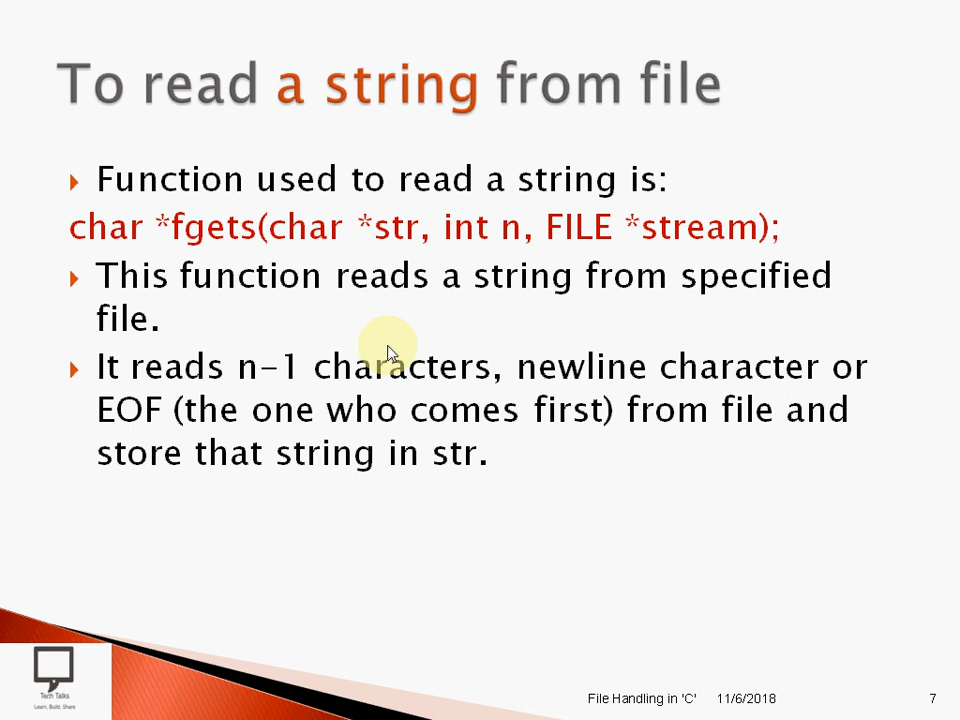 To read a string from file
Function used to read a string is:
char *fgets(char *str, int n, FILE *stream);
This function reads a string from specified
file.
It reads n-1 characters, newline character or
EOF (the one who comes first) from file and
store that string in str.
Tech Talks
Learn, Build, Share
File Handling in 'C' 11/6/2018 7